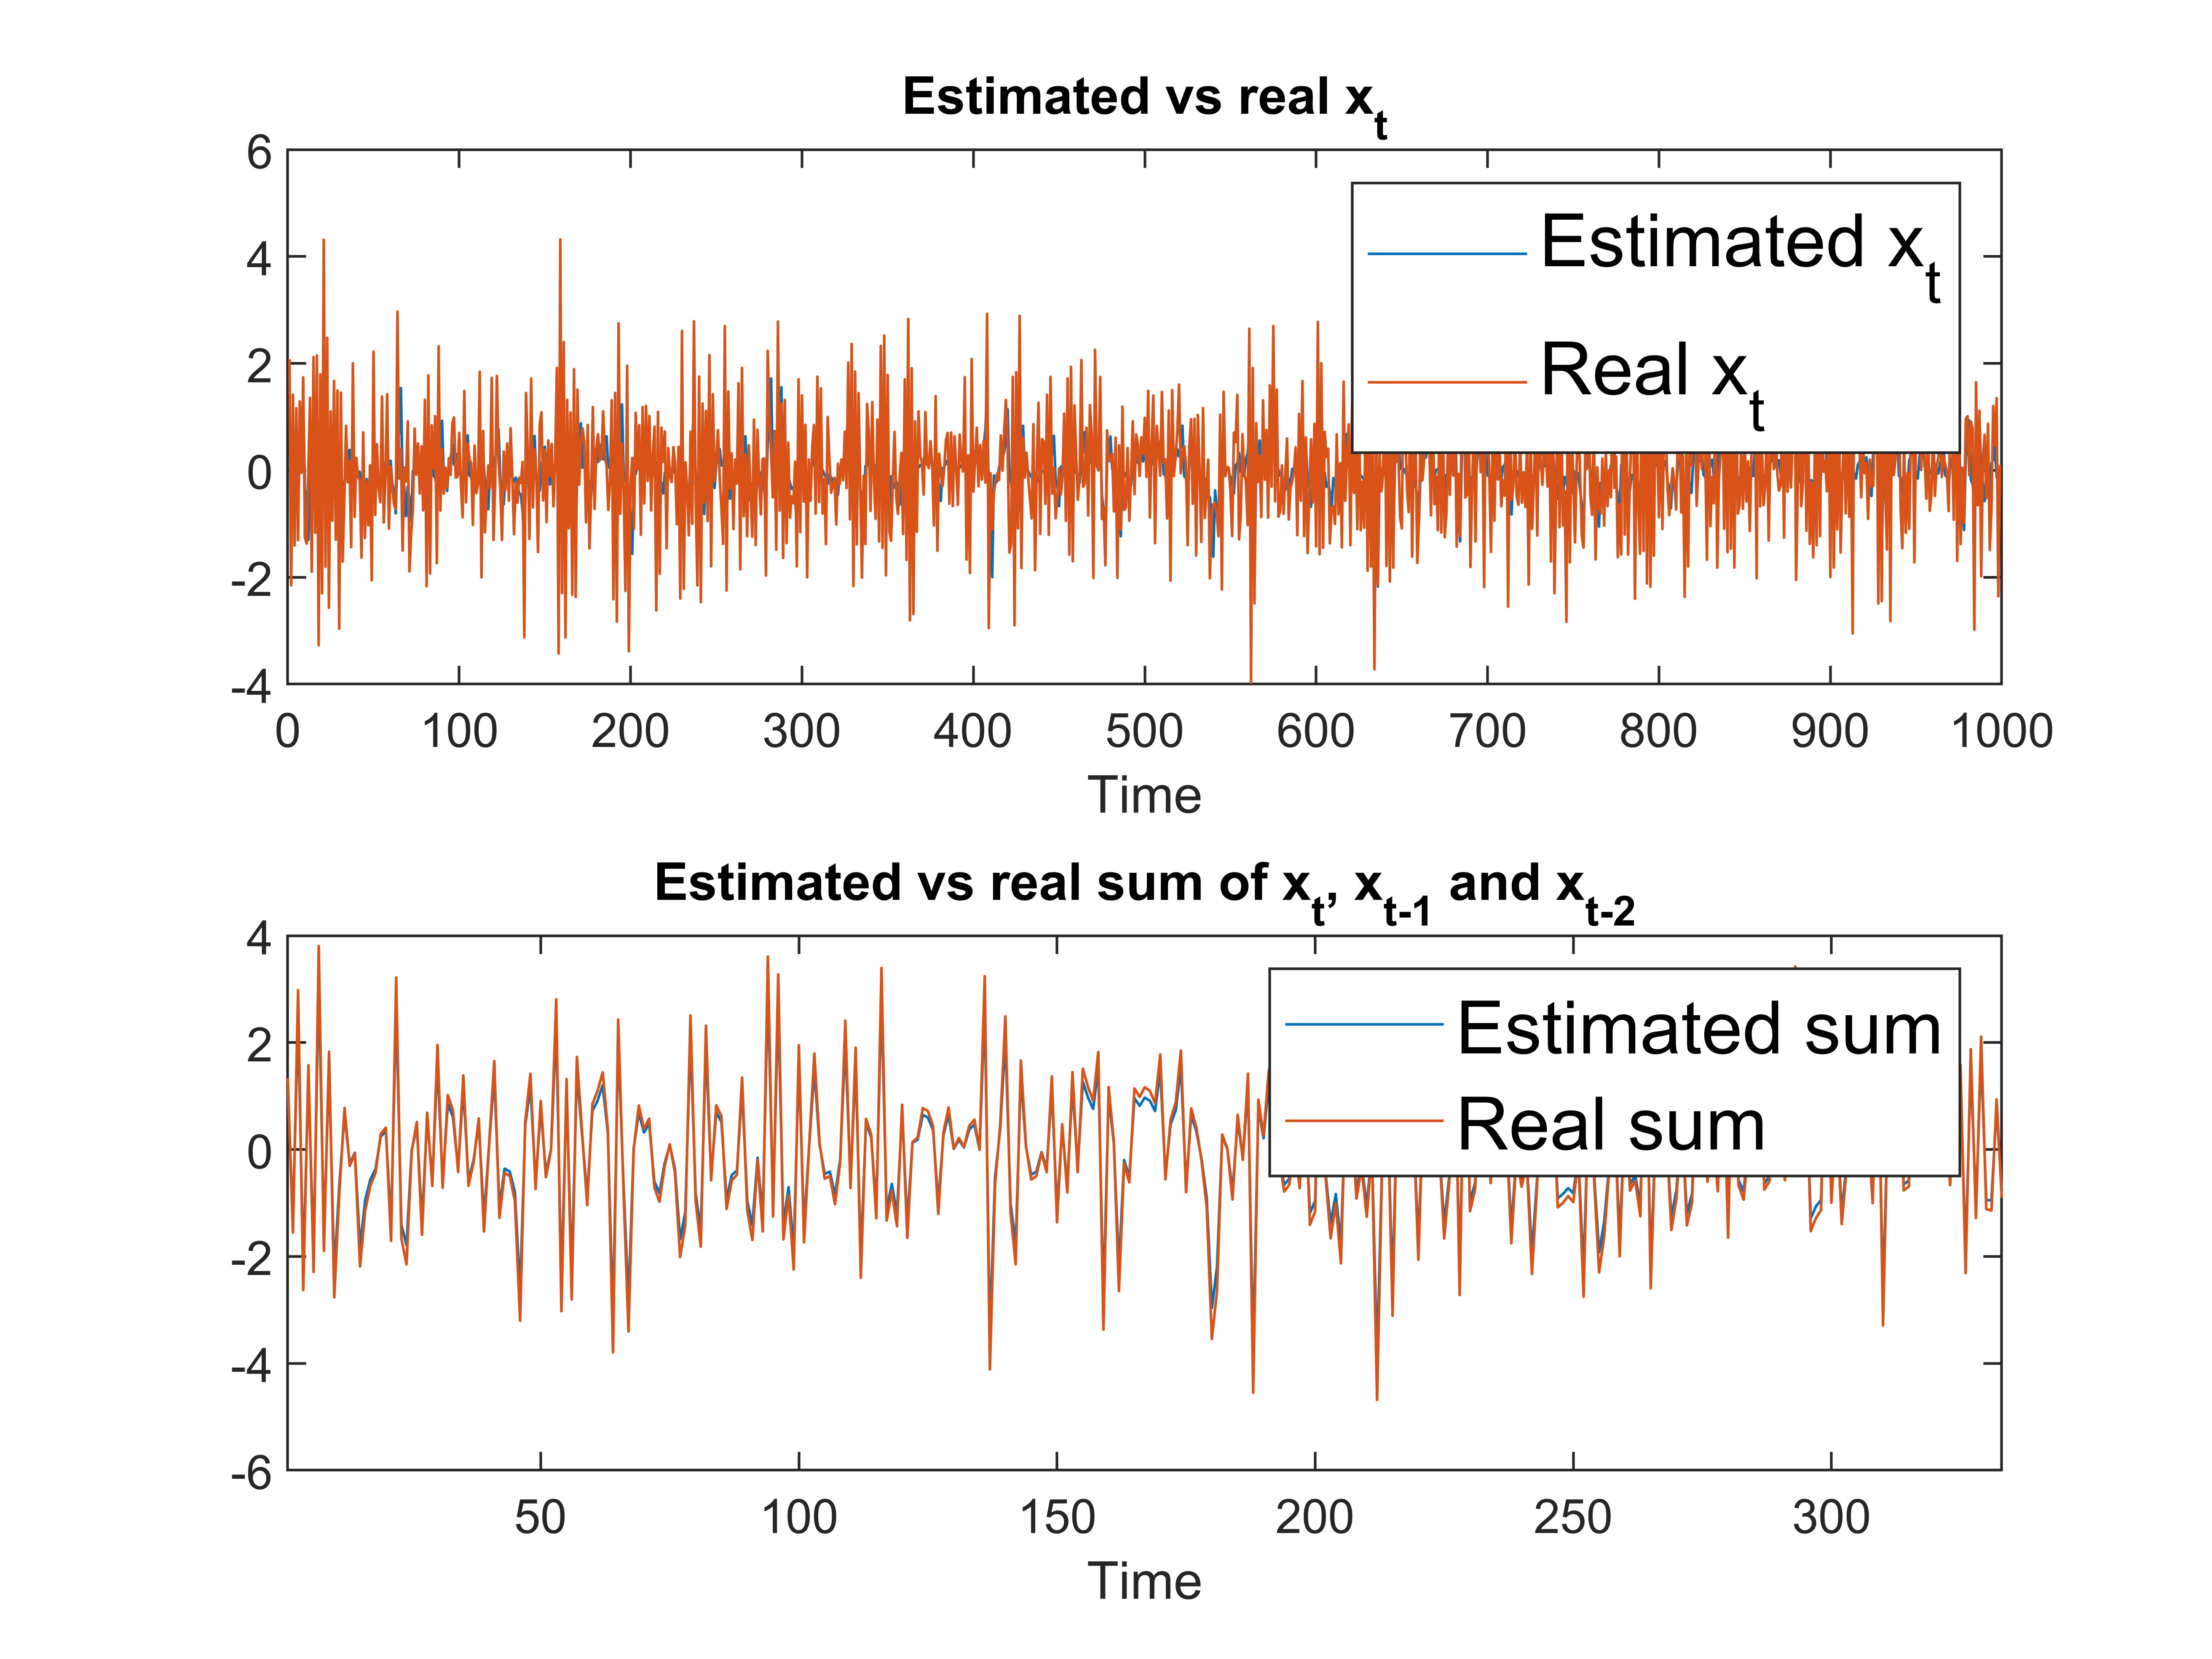 Estimated vs real x_t
6
4
2
0
-2
-4
Estimated x_t
Real x_t
0 100 200 300 400 500 600 700 800 900 1000
Time
Estimated vs real sum of x_t, x_t-1 and x_t-2
4
2
0
-2
-4
-6
Estimated sum
Real sum
50 100 150 200 250 300
Time